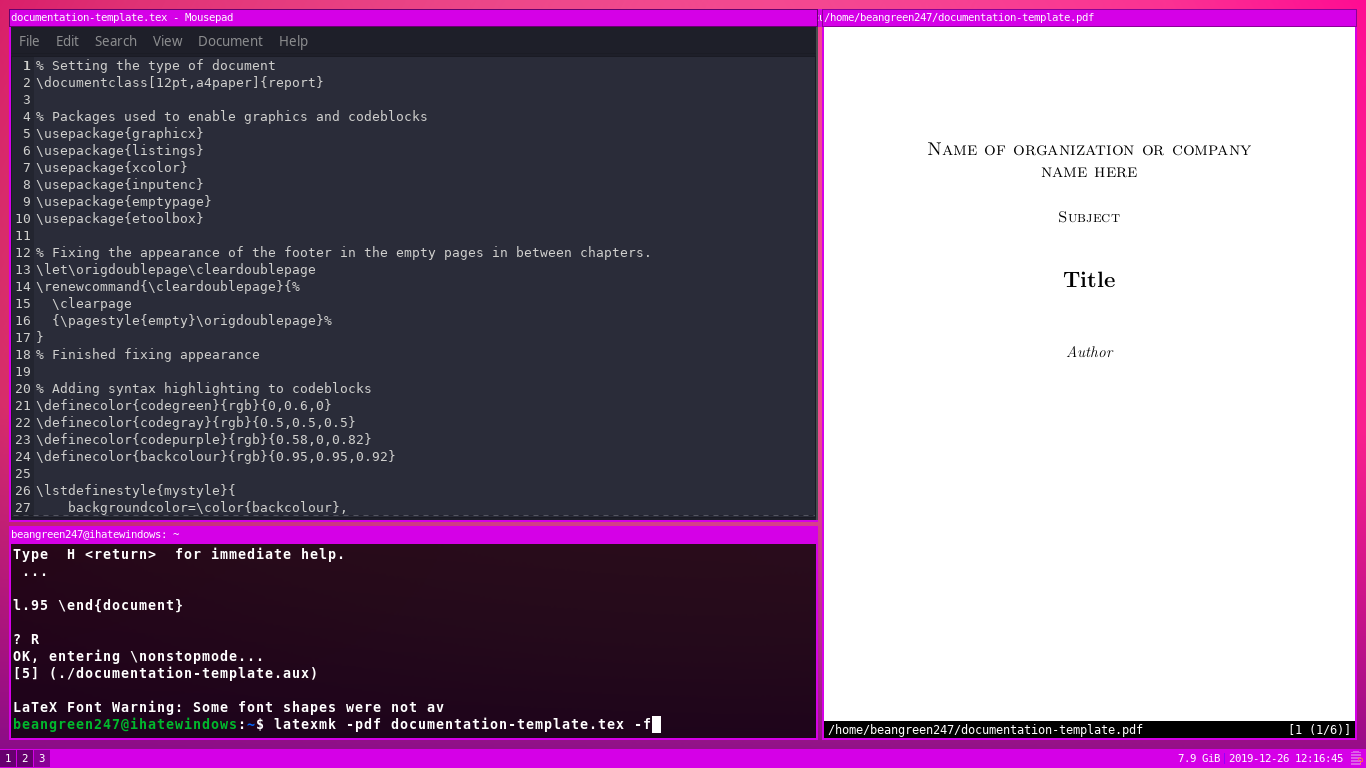 documentation-template.tex - Mousepad
File Edit Search View Document Help
1 % Setting the type of document
2 \documentclass[12pt,a4paper]{report}
3
4 % Packages used to enable graphics and codeblocks
5 \usepackage{graphicx}
6 \usepackage{listings}
7 \usepackage{xcolor}
8 \usepackage{inputenc}
9 \usepackage{emptypage}
10 \usepackage{etoolbox}
11
12 % Fixing the appearance of the footer in the empty pages in between chapters.
13 \let\origdoublepage\cleardoublepage
14 \renewcommand{\cleardoublepage}{%
15   \clearpage
16   {\pagestyle{empty}\origdoublepage}%
17 }
18 % Finished fixing appearance
19
20 % Adding syntax highlighting to codeblocks
21 \definecolor{codegreen}{rgb}{0,0.6,0}
22 \definecolor{codegray}{rgb}{0.5,0.5,0.5}
23 \definecolor{codepurple}{rgb}{0.58,0,0.82}
24 \definecolor{backcolour}{rgb}{0.95,0.95,0.92}
25
26 \lstdefinestyle{mystyle}{
27     backgroundcolor=\color{backcolour},
beangreen247@ihatewindows: ~
Type  H <return>  for immediate help.
 ...
l.95 \end{document}
? R
OK, entering \nonstopmode...
[5] (./documentation-template.aux)
LaTeX Font Warning: Some font shapes were not av
beangreen247@ihatewindows:~$ latexmk -pdf documentation-template.tex -f
/home/beangreen247/documentation-template.pdf
Name of organization or company
name here
Subject
Title
Author
/home/beangreen247/documentation-template.pdf [1 (1/6)]
1 2 3 7.9 GiB 2019-12-26 12:16:45